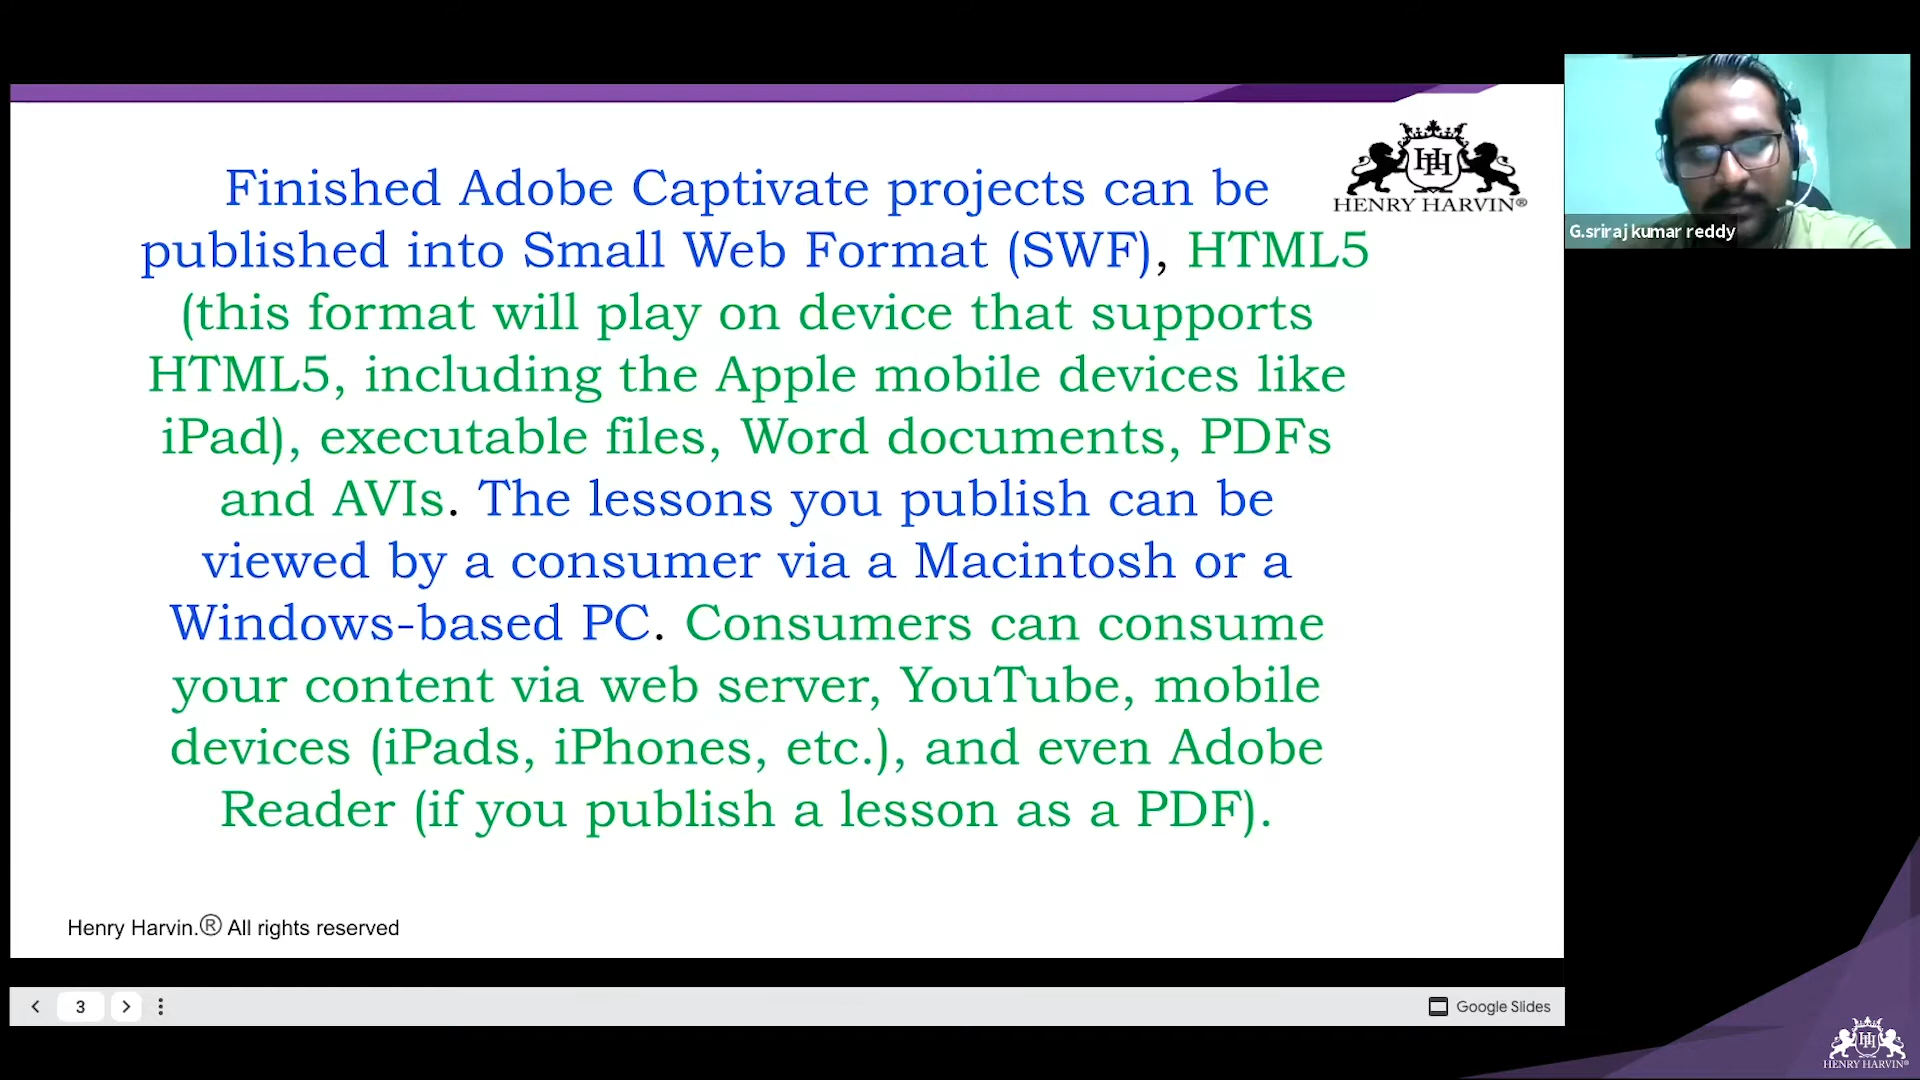 Finished Adobe Captivate projects can be
published into Small Web Format (SWF), HTML5
(this format will play on device that supports
HTML5, including the Apple mobile devices like
iPad), executable files, Word documents, PDFs
and AVIs. The lessons you publish can be
viewed by a consumer via a Macintosh or a
Windows-based PC. Consumers can consume
your content via web server, YouTube, mobile
devices (iPads, iPhones, etc.), and even Adobe
Reader (if you publish a lesson as a PDF).
HH
HENRY HARVIN®
G.sriraj kumar reddy
Henry Harvin.® All rights reserved
3
Google Slides
HH
HENRY HARVIN®